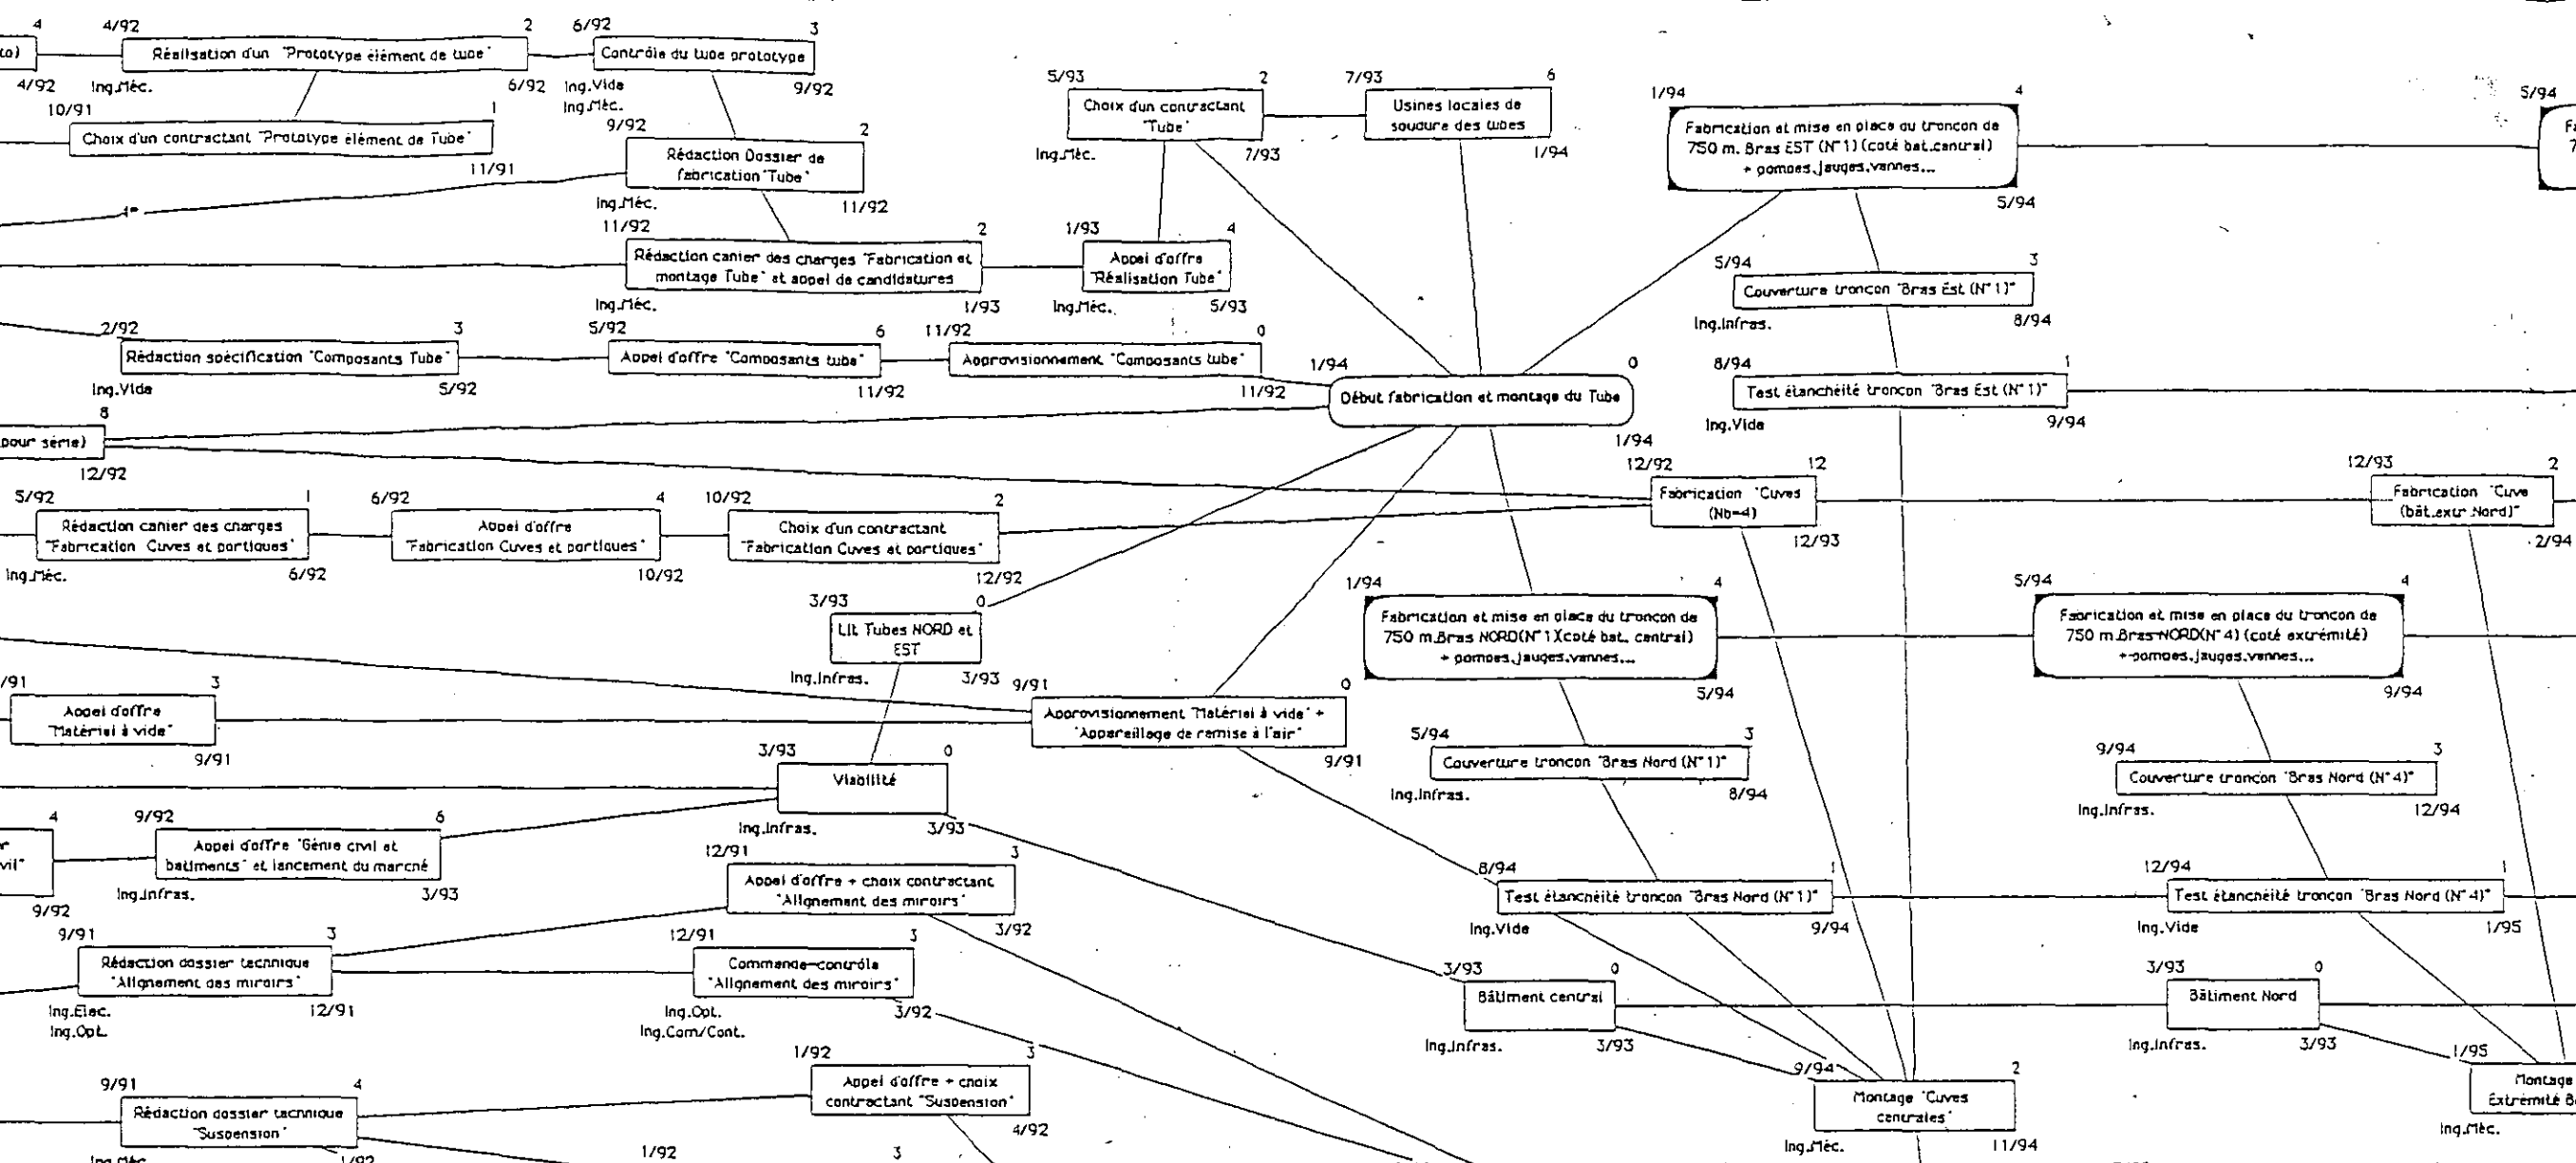 4
4/92
2
6/92
3
to)
Réalisation d'un "Prototype élément de tube"
Contrôle du tube prototype
4/92
Ing.Méc.
6/92
Ing.Vide
Ing.Méc.
9/92
10/91
1
Choix d'un contractant "Prototype élément de Tube"
11/91
9/92
2
Rédaction Dossier de
fabrication"Tube"
Ing.Méc.
11/92
5/93
2
Choix d'un contractant
"Tube"
Ing.Méc.
7/93
7/93
6
Usines locales de
soudure des tubes
1/94
1/94
4
Fabrication et mise en place du troncon de
750 m. Bras EST (N°1) (coté bat.central)
+ pompes,jauges,vannes...
5/94
5/94
11/92
2
Rédaction cahier des charges "Fabrication et
montage Tube" et appel de candidatures
Ing.Méc.
1/93
1/93
4
Appel d'offre
"Réalisation Tube"
Ing.Méc.
5/93
5/94
3
Couverture troncon "Bras Est (N°1)"
Ing.Infras.
8/94
2/92
3
Rédaction spécification "Composants Tube"
Ing.Vide
5/92
5/92
6
Appel d'offre "Composants tube"
11/92
11/92
0
Approvisionnement "Composants tube"
11/92
1/94
0
Début fabrication et montage du Tube
1/94
8/94
1
Test étanchéité troncon "Bras Est (N°1)"
Ing.Vide
9/94
8
pour série)
12/92
12/92
12
Fabrication "Cuves
(Nb=4)
12/93
12/93
2
Fabrication "Cuve
(bât.extr.Nord)"
2/94
5/92
1
Rédaction cahier des charges
"Fabrication Cuves et portiques"
Ing.Méc.
6/92
6/92
4
Appel d'offre
"Fabrication Cuves et portiques"
10/92
10/92
2
Choix d'un contractant
"Fabrication Cuves et portiques"
12/92
3/93
0
Lit Tubes NORD et
EST
Ing.Infras.
3/93
1/94
4
Fabrication et mise en place du troncon de
750 m.Bras NORD(N°1)(coté bat. central)
+ pompes,jauges,vannes...
5/94
5/94
4
Fabrication et mise en place du troncon de
750 m.Bras NORD(N°4) (coté extrémité)
+ pompes,jauges,vannes...
9/94
/91
3
Appel d'offre
"Matériel à vide"
9/91
9/91
0
Approvisionnement "Matériel à vide" +
"Appareillage de remise à l'air"
9/91
5/94
3
Couverture troncon "Bras Nord (N°1)"
Ing.Infras.
8/94
9/94
3
Couverture troncon "Bras Nord (N°4)"
Ing.Infras.
12/94
3/93
0
Viabilité
Ing.Infras.
3/93
4
vil"
9/92
9/92
6
Appel d'offre "Génie civil et
batiments" et lancement du marché
Ing.Infras.
3/93
12/91
3
Appel d'offre + choix contractant
"Alignement des miroirs"
3/92
8/94
1
Test étanchéité troncon "Bras Nord (N°1)"
Ing.Vide
9/94
12/94
1
Test étanchéité troncon "Bras Nord (N°4)"
Ing.Vide
1/95
9/91
3
Rédaction dossier technique
"Alignement des miroirs"
Ing.Elec.
Ing.Opt.
12/91
12/91
3
Commande-contrôle
"Alignement des miroirs"
Ing.Opt.
Ing.Com/Cont.
3/92
3/93
0
Bâtiment central
Ing.Infras.
3/93
3/93
0
Bâtiment Nord
Ing.Infras.
3/93
9/91
4
Rédaction dossier technique
"Suspension"
Ing.Méc.
1/92
1/92
3
Appel d'offre + choix
contractant "Suspension"
4/92
1/92
3
9/94
2
Montage "Cuves
centrales"
Ing.Méc.
11/94
1/95
Montage
Extrémité B
Ing.Méc.